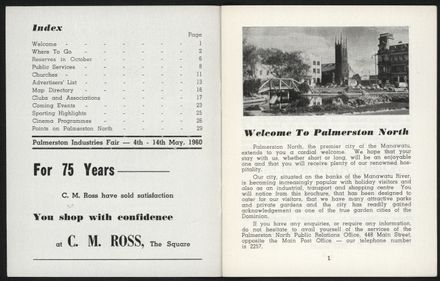 Index
Page
Welcome - - - - - - - - 1
Where To Go - - - - - - - 2
Reserves in October - - - - - - 6
Public Services - - - - - - - 8
Churches - - - - - - - - 11
Advertisers' List - - - - - - - 13
Map Directory - - - - - - - 16
Clubs and Associations - - - - - 17
Coming Events - - - - - - - 23
Sporting Highlights - - - - - - 25
Cinema Programmes - - - - - - 26
Points on Palmerston North - - - - 29
Palmerston Industries Fair — 4th - 14th May, 1960
For 75 Years
C. M. Ross have sold satisfaction
You shop with confidence
at C. M. ROSS, The Square
Welcome To Palmerston North
Palmerston North, the premier city of the Manawatu,
extends to you a cordial welcome. We hope that your
stay with us, whether short or long, will be an enjoyable
one and that you will receive plenty of our renowned hos-
pitality.
Our city, situated on the banks of the Manawatu River,
is becoming increasingly popular with holiday visitors and
also as an industrial, transport and shopping centre. You
will notice from this brochure, that has been designed to
cater for our visitors, that we have many attractive parks
and private gardens and the city has readily gained
acknowledgement as one of the true garden cities of the
Dominion.
If you have any enquiries, or require any information,
do not hesitate to avail yourself of the services of the
Palmerston North Public Relations Office, 448 Main Street,
opposite the Main Post Office — our telephone number
is 2257.
1